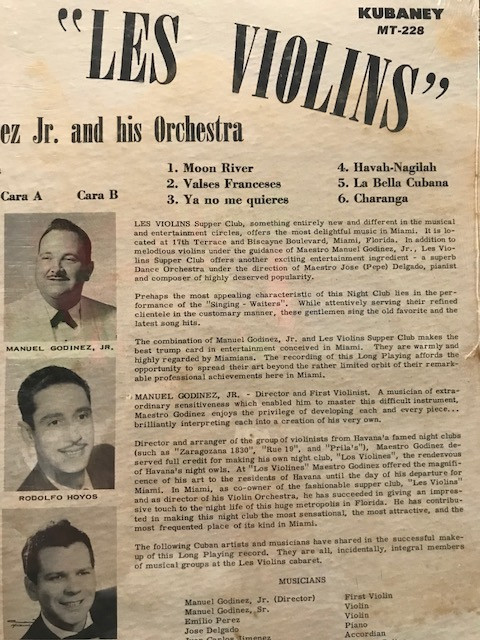 KUBANEY
MT-228
"LES VIOLINS"
ez Jr. and his Orchestra
Cara A Cara B
1. Moon River
2. Valses Franceses
3. Ya no me quieres
4. Havah-Nagilah
5. La Bella Cubana
6. Charanga
LES VIOLINS Supper Club, something entirely new and different in the musical
and entertainment circles, offers the most delightful music in Miami. It is lo-
cated at 17th Terrace and Biscayne Boulevard, Miami, Florida. In addition to
melodious violins under the guidance of Maestro Manuel Godinez, Jr., Les Vio-
lins Supper Club offers another exciting entertainment ingredient - a superb
Dance Orchestra under the direction of Maestro Jose (Pepe) Delgado, pianist
and composer of highly deserved popularity.
Prehaps the most appealing characteristic of this Night Club lies in the per-
formance of the "Singing - Waiters". While attentively serving their refined
clientele in the customary manner, these gentlemen sing the old favorite and the
latest song hits.
The combination of Manuel Godinez, Jr. and Les Violins Supper Club makes the
best trump card in entertainment conceived in Miami. They are warmly and
highly regarded by Miamians. The recording of this Long Playing affords the
opportunity to spread their art beyond the rather limited orbit of their remark-
able professional achievements here in Miami.
MANUEL GODINEZ, JR. - Director and First Violinist. A musician of extra-
ordinary sensitiveness which enabled him to master this difficult instrument,
Maestro Godinez enjoys the privilege of developing each and every piece...
brilliantly interpreting each into a creation of his very own.
Director and arranger of the group of violinists from Havana's famed night clubs
(such as "Zaragozana 1830", "Rue 19", and "Prila's"), Maestro Godinez de-
served full credit for making his own night club, "Los Violines", the rendezvous
of Havana's night owls. At "Los Violines" Maestro Godinez offered the magnifi-
cence of his art to the residents of Havana until the day of his departure for
Miami. In Miami, as co-owner of the fashionable supper club, "Les Violins"
and as director of his Violin Orchestra, he has succeeded in giving an impres-
sive touch to the night life of this huge metropolis in Florida. He has contribu-
ted in making this night club the most sensational, the most attractive, and the
most frequented place of its kind in Miami.
The following Cuban artists and musicians have shared in the successful make-
up of this Long Playing record. They are all, incidentally, integral members
of musical groups at the Les Violins cabaret.
MANUEL GODINEZ, JR.
RODOLFO HOYOS
MUSICIANS
Manuel Godinez, Jr. (Director) First Violin
Manuel Godinez, Sr. Violin
Emilio Perez Violin
Jose Delgado Piano
Juan Carlos Jimenez Accordian